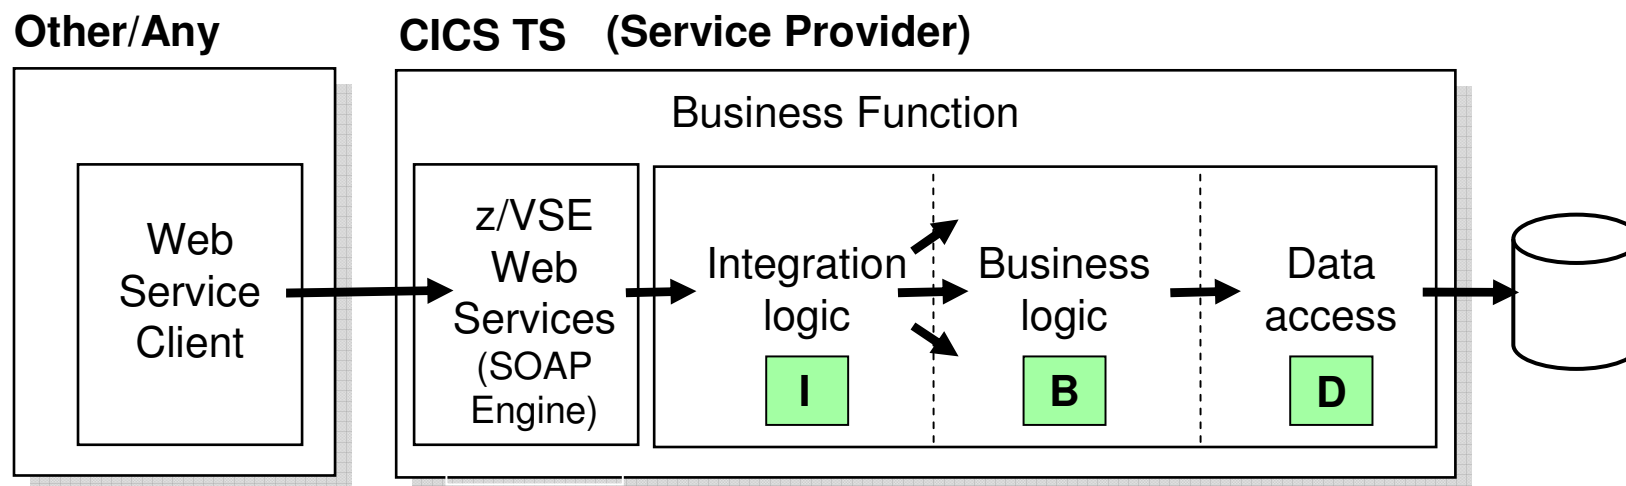 Other/Any
CICS TS (Service Provider)
Business Function
Web
Service
Client
z/VSE
Web
Services
(SOAP
Engine)
Integration
logic
I
Business
logic
B
Data
access
D